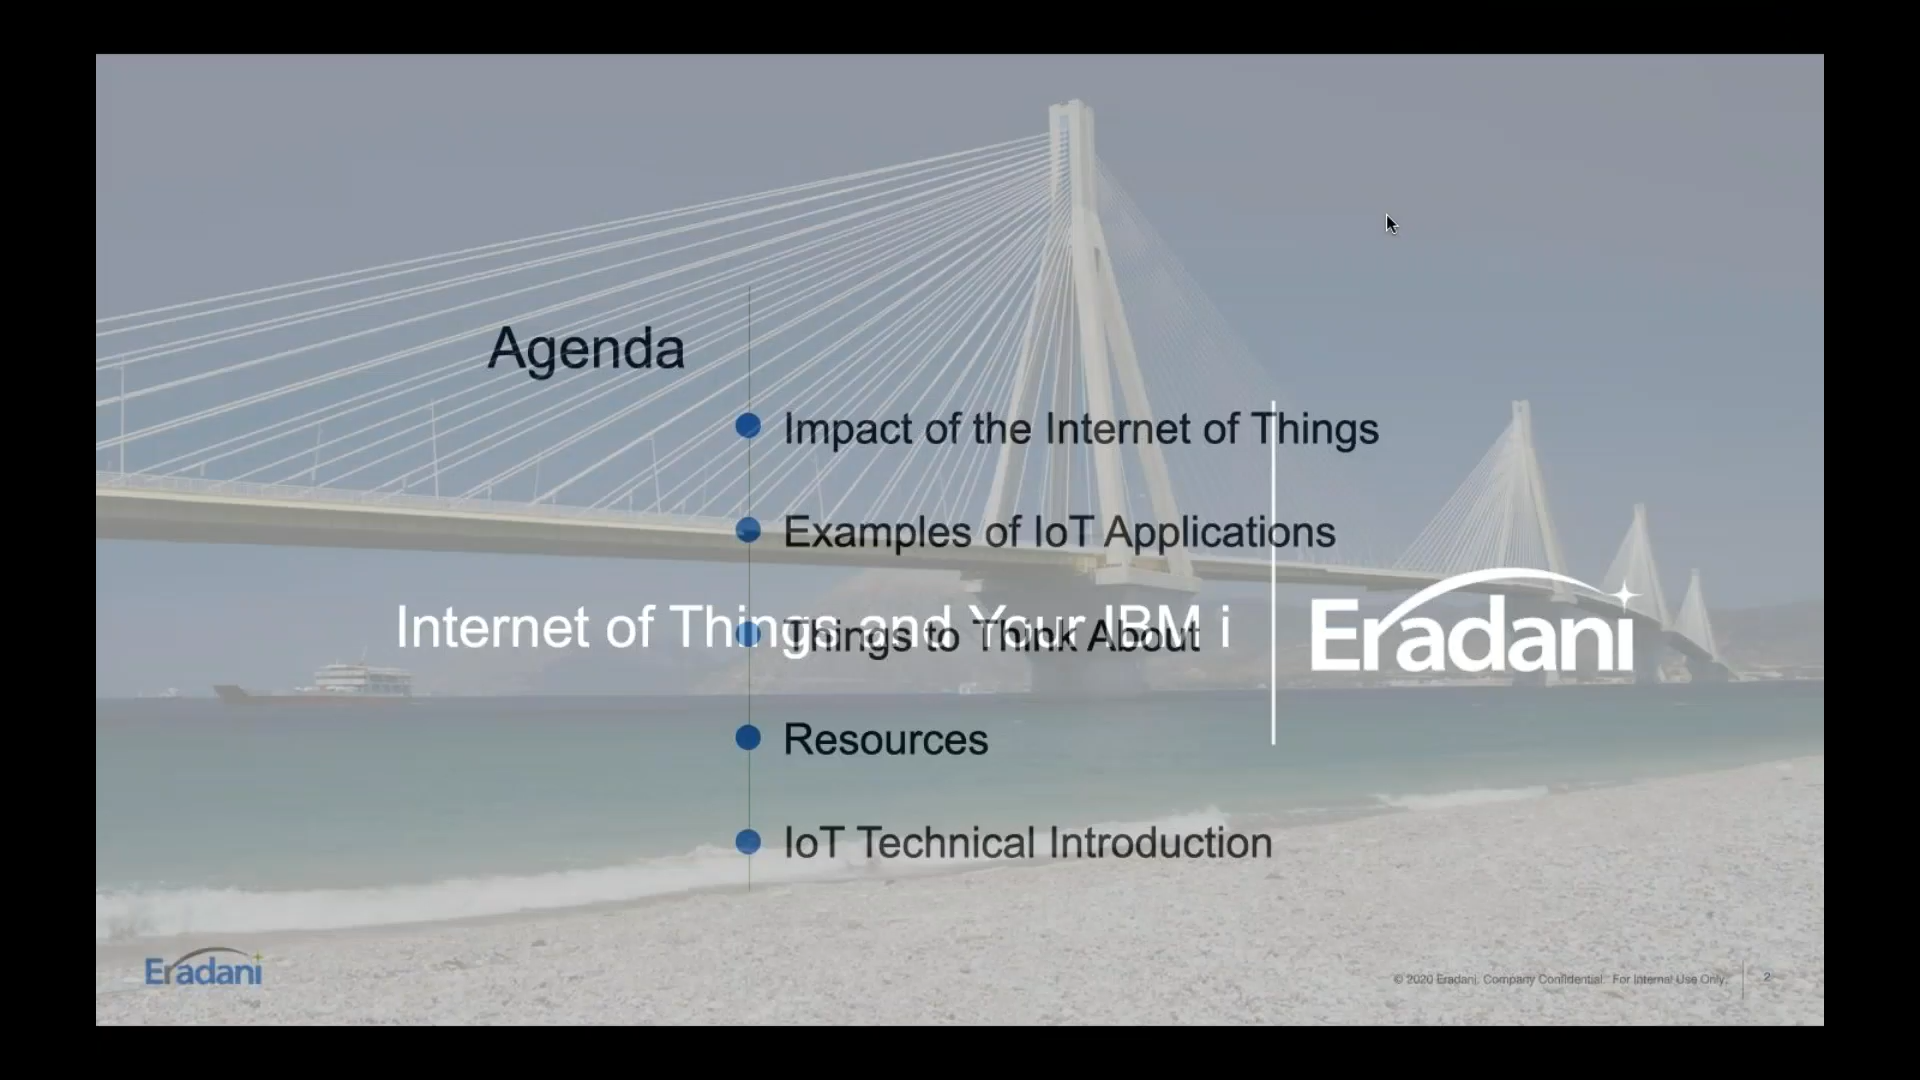 Agenda
Impact of the Internet of Things
Examples of IoT Applications
Internet of Things and Your IBM i
Things to Think About
Eradani
Resources
IoT Technical Introduction
Eradani
© 2020 Eradani. Company Confidential. For Internal Use Only.
2